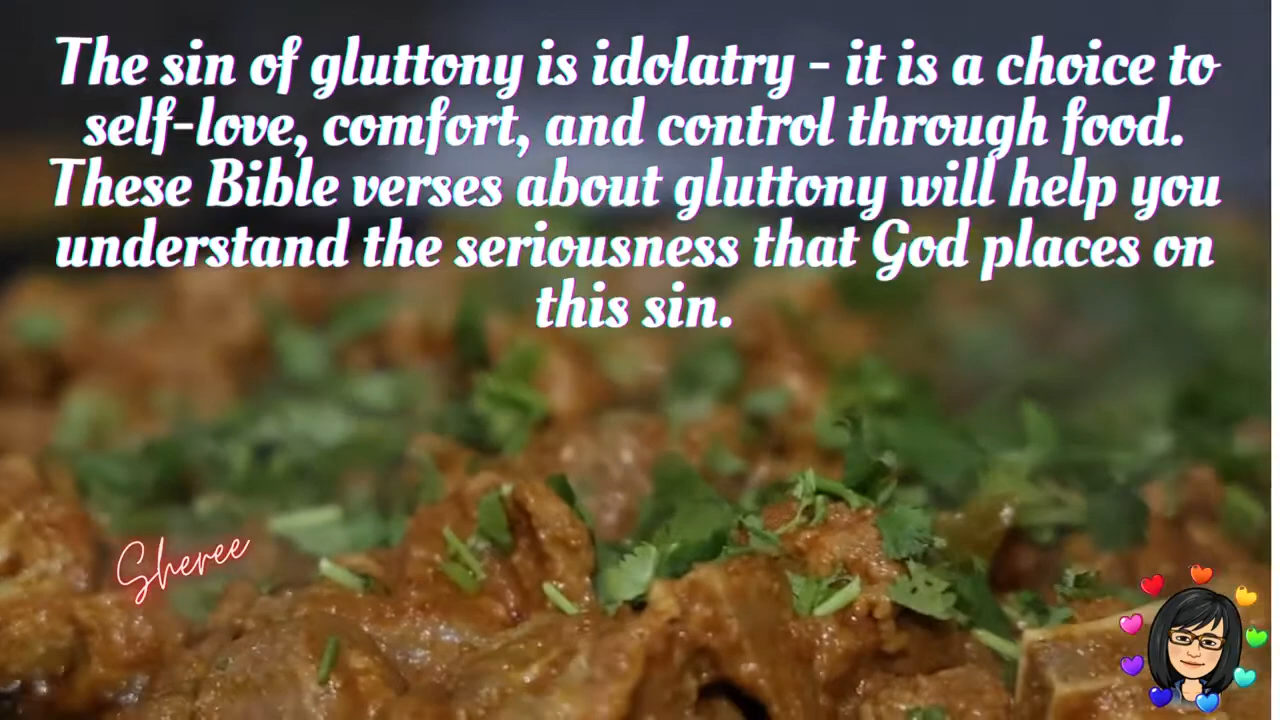 The sin of gluttony is idolatry - it is a choice to
self-love, comfort, and control through food.
These Bible verses about gluttony will help you
understand the seriousness that God places on
this sin.
Sheree